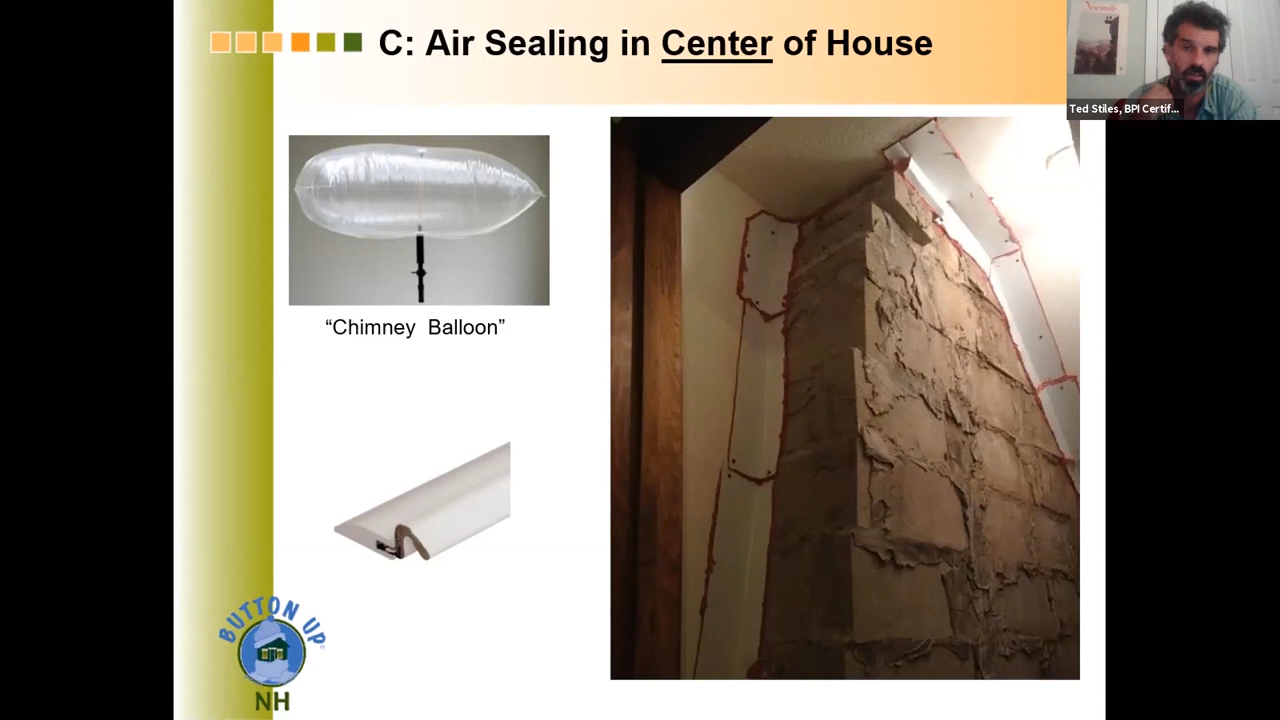 C: Air Sealing in Center of House
Ted Stiles, BPI Certif...
“Chimney Balloon”
BUTTON UP
NH